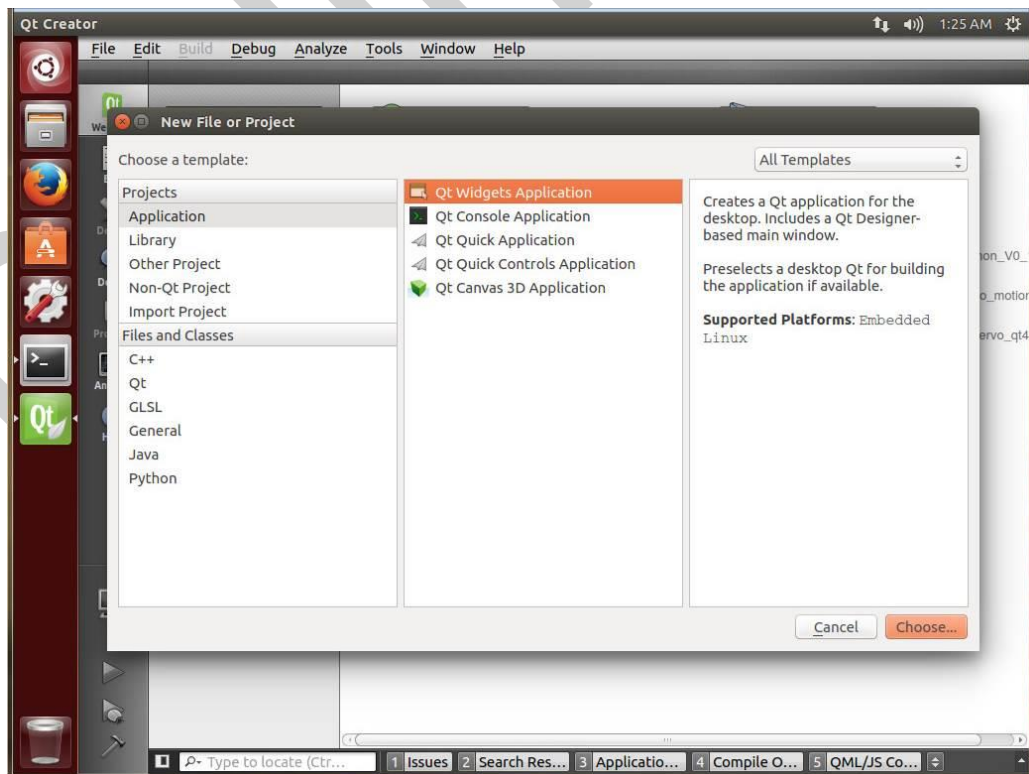 Qt Creator
1:25 AM
File Edit Build Debug Analyze Tools Window Help
New File or Project
Choose a template:
All Templates
Projects
Application
Library
Other Project
Non-Qt Project
Import Project
Files and Classes
C++
Qt
GLSL
General
Java
Python
Qt Widgets Application
Qt Console Application
Qt Quick Application
Qt Quick Controls Application
Qt Canvas 3D Application
Creates a Qt application for the
desktop. Includes a Qt Designer-
based main window.
Preselects a desktop Qt for building
the application if available.
Supported Platforms: Embedded
Linux
Cancel Choose...
Type to locate (Ctr...
1 Issues 2 Search Res... 3 Applicatio... 4 Compile O... 5 QML/JS Co...